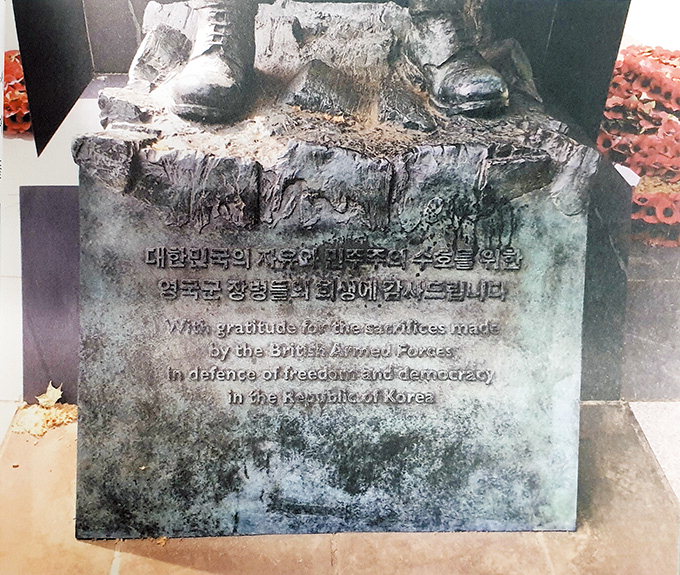 대한민국의 자유와 민주주의 수호를 위한
영국군 장병들의 희생에 감사드립니다
With gratitude for the sacrifices made
by the British Armed Forces
in defence of freedom and democracy
in the Republic of Korea